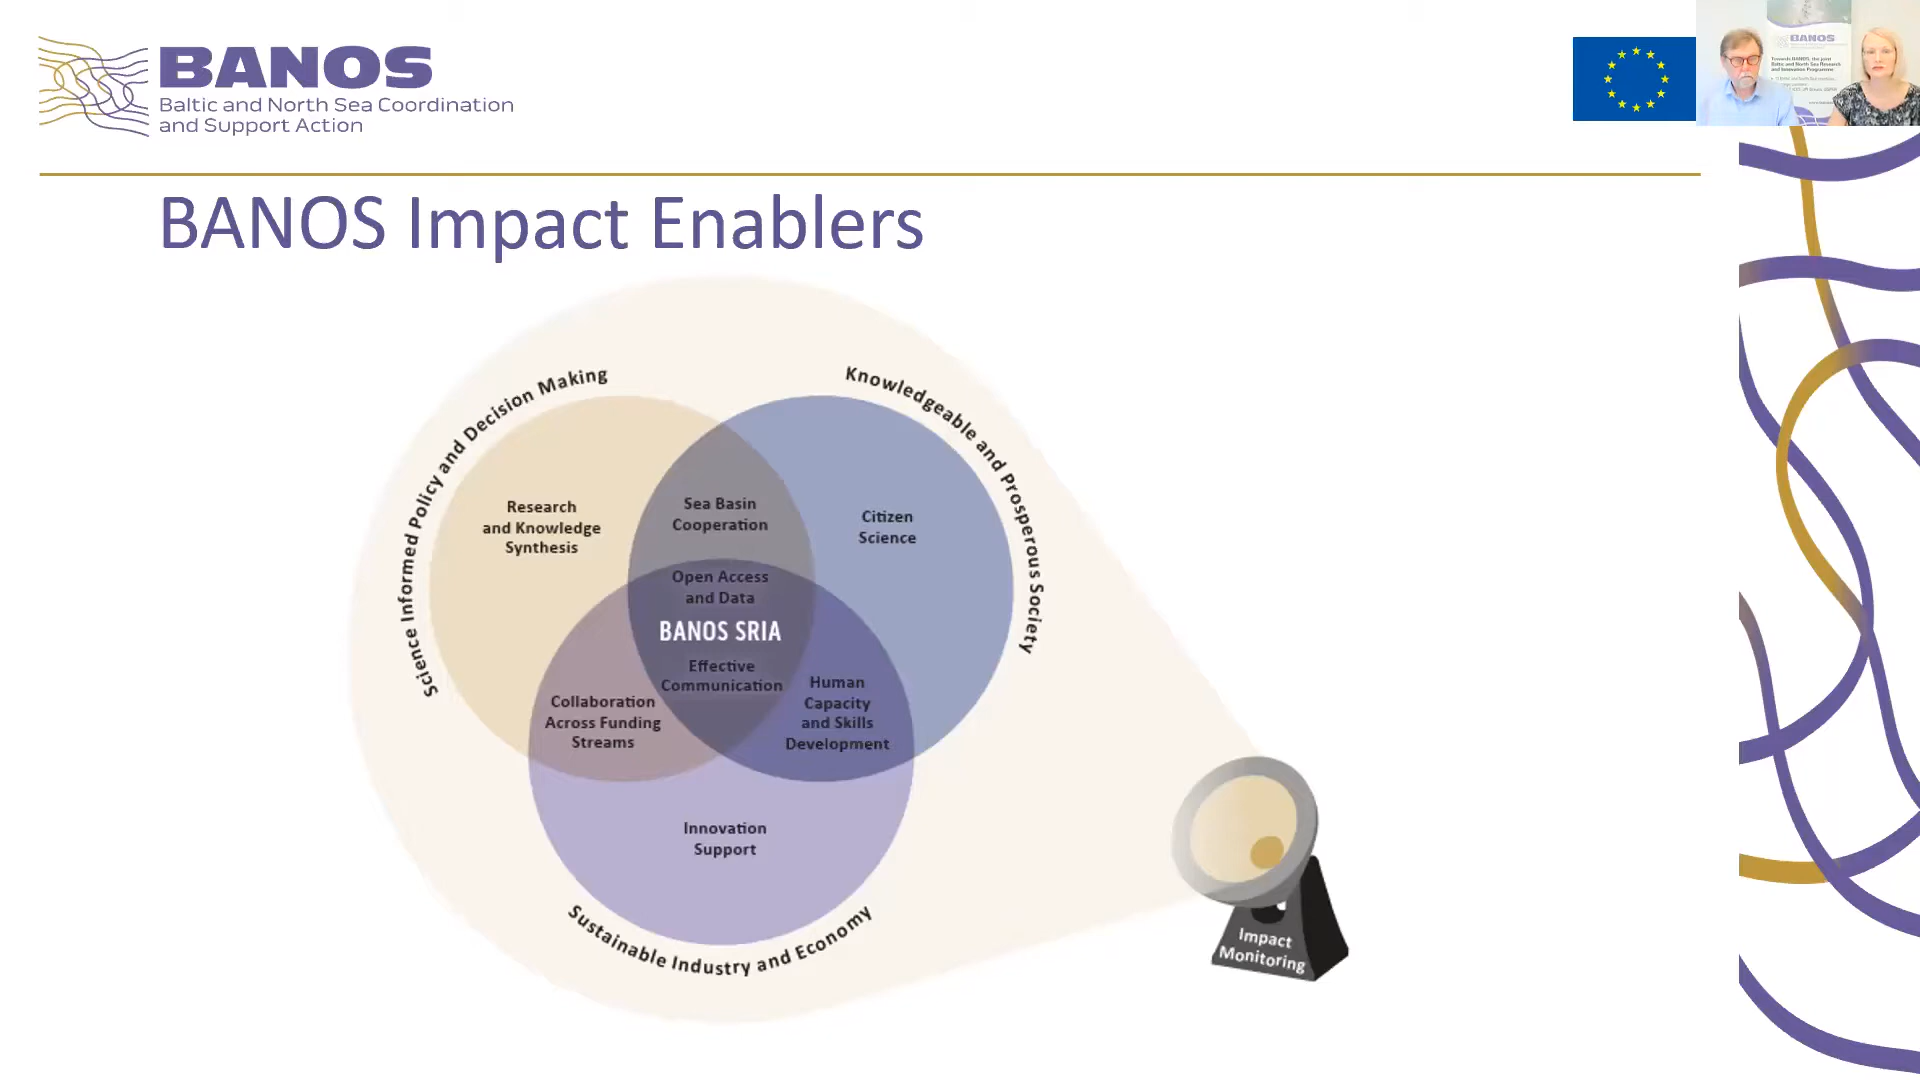 BANOS
Baltic and North Sea Coordination
and Support Action
BANOS
BANOS Impact Enablers
Science Informed Policy and Decision Making
Knowledgeable and Prosperous Society
Research
and Knowledge
Synthesis
Sea Basin
Cooperation
Citizen
Science
Open Access
and Data
BANOS SRIA
Effective
Communication
Collaboration
Across Funding
Streams
Human
Capacity
and Skills
Development
Innovation
Support
Sustainable Industry and Economy
Impact
Monitoring